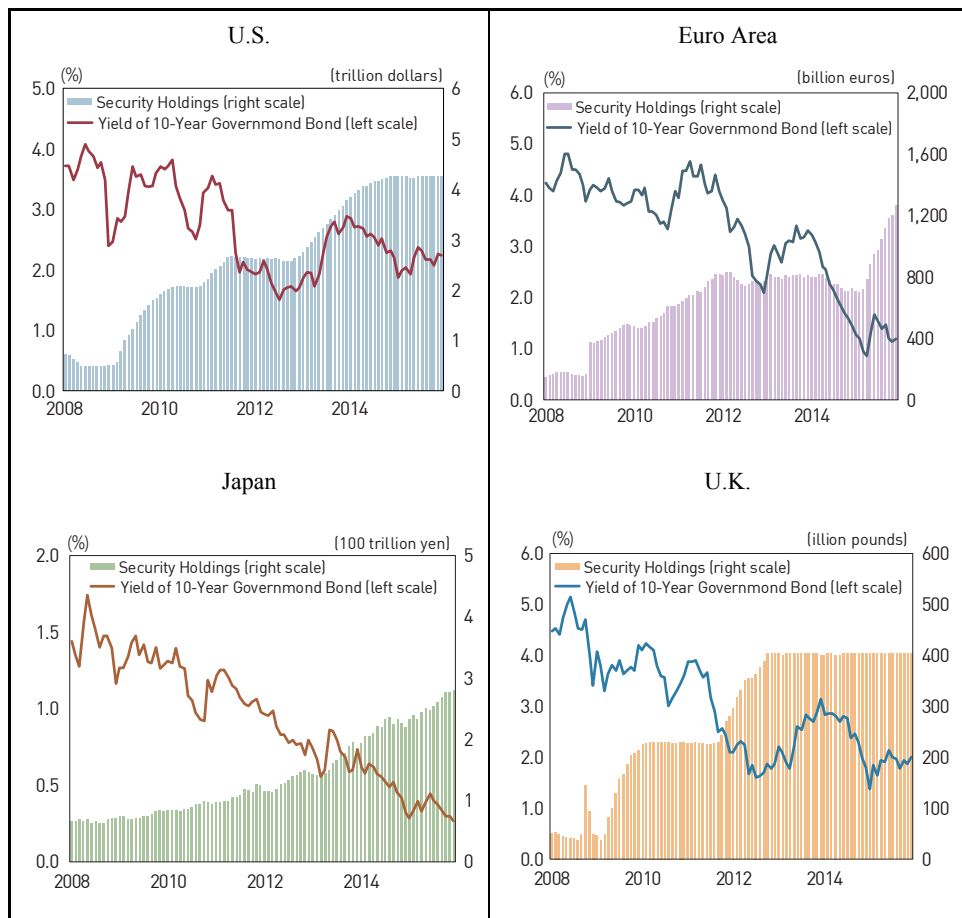 U.S.
(%) (trillion dollars)
5.0 6
Security Holdings (right scale)
Yield of 10-Year Governmond Bond (left scale)
5
4.0
4
3.0
3
2.0
2
1.0
1
0.0 0
2008 2010 2012 2014
Euro Area
(%) (billion euros)
6.0 2,000
Security Holdings (right scale)
Yield of 10-Year Governmond Bond (left scale)
5.0
1,600
4.0
1,200
3.0
800
2.0
400
1.0
0.0 0
2008 2010 2012 2014
Japan
(%) (100 trillion yen)
2.0 5
Security Holdings (right scale)
Yield of 10-Year Governmond Bond (left scale)
4
1.5
3
1.0
2
0.5
1
0.0 0
2008 2010 2012 2014
U.K.
(%) (illion pounds)
6.0 600
Security Holdings (right scale)
Yield of 10-Year Governmond Bond (left scale)
5.0 500
4.0 400
3.0 300
2.0 200
1.0 100
0.0 0
2008 2010 2012 2014